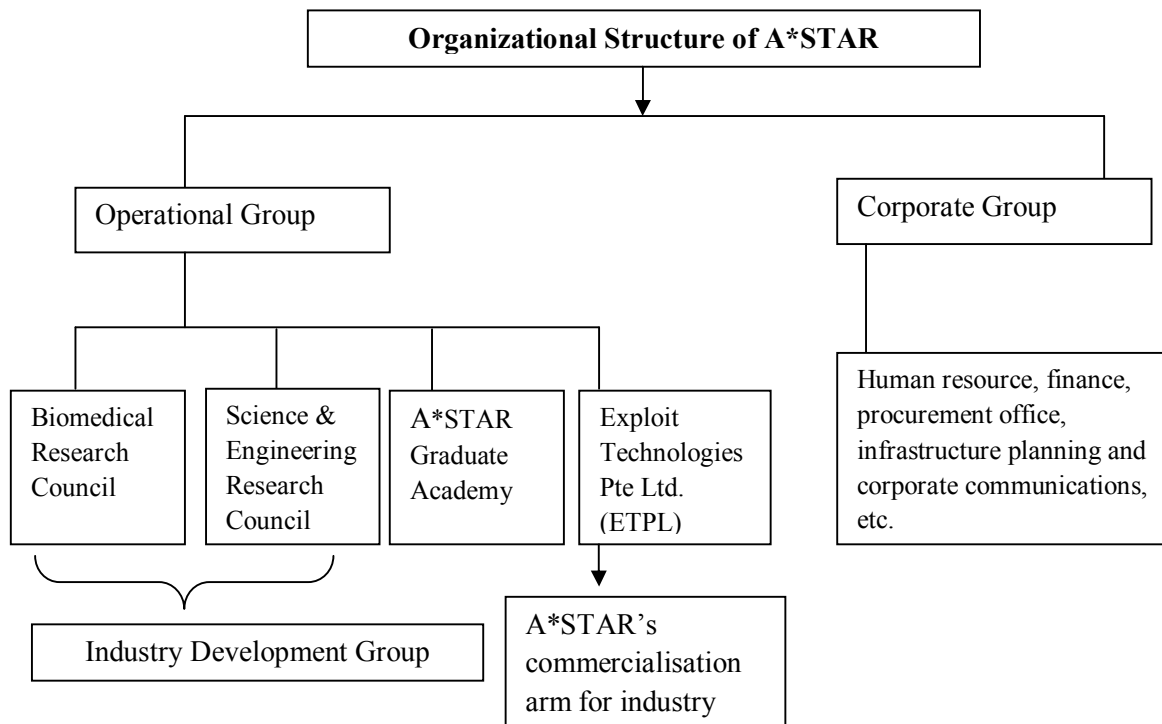 Organizational Structure of A*STAR
Operational Group
Corporate Group
Biomedical
Research
Council
Science &
Engineering
Research
Council
A*STAR
Graduate
Academy
Exploit
Technologies
Pte Ltd.
(ETPL)
Human resource, finance,
procurement office,
infrastructure planning and
corporate communications,
etc.
Industry Development Group
A*STAR’s
commercialisation
arm for industry